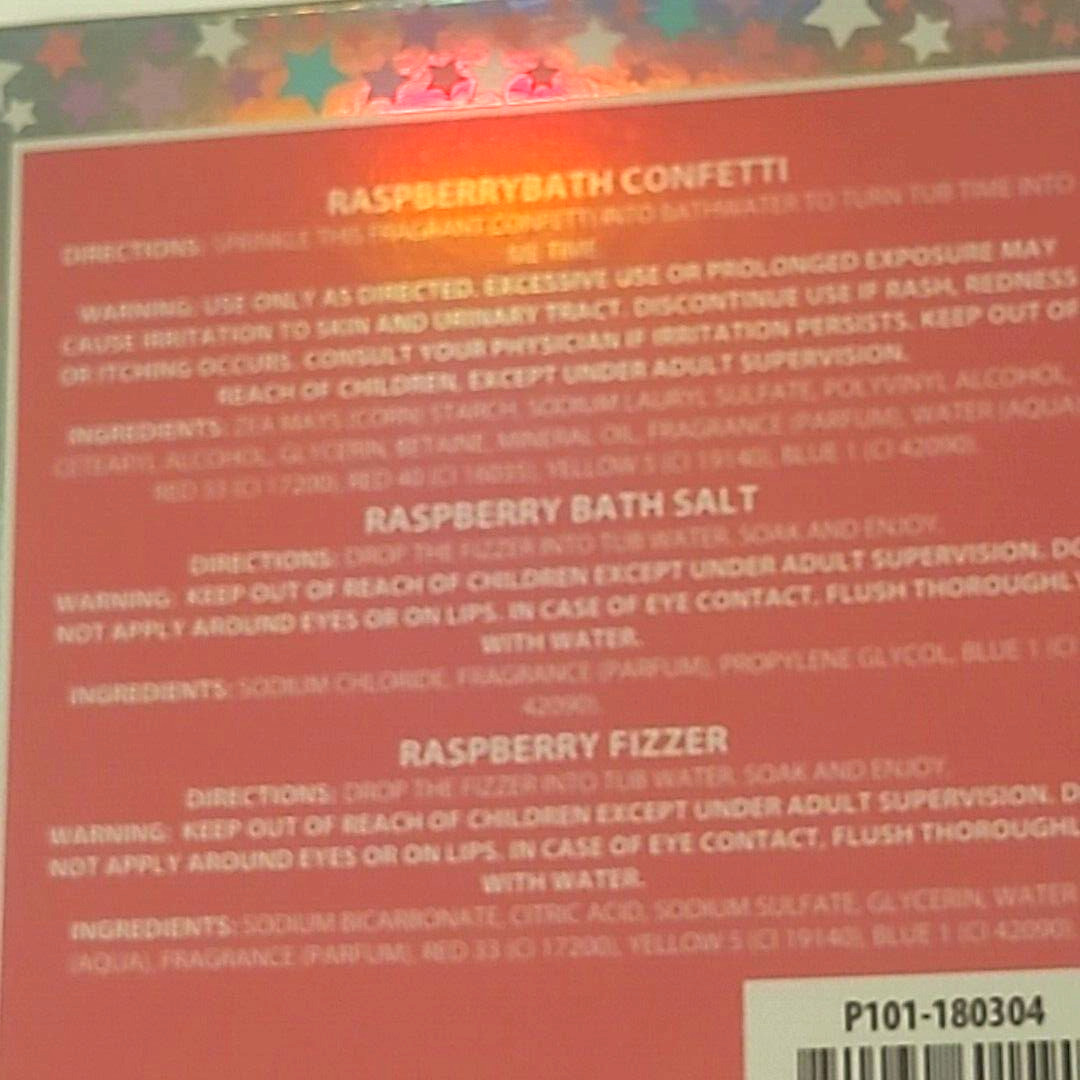 RASPBERRYBATH CONFETTI
DIRECTIONS: SPRINKLE THIS FRAGRANT CONFETTI INTO BATHWATER TO TURN TUB TIME INTO
ME TIME.
WARNING: USE ONLY AS DIRECTED. EXCESSIVE USE OR PROLONGED EXPOSURE MAY
CAUSE IRRITATION TO SKIN AND URINARY TRACT. DISCONTINUE USE IF RASH, REDNESS
OR ITCHING OCCURS. CONSULT YOUR PHYSICIAN IF IRRITATION PERSISTS. KEEP OUT OF
REACH OF CHILDREN, EXCEPT UNDER ADULT SUPERVISION.
INGREDIENTS: ZEA MAYS (CORN) STARCH, SODIUM LAURYL SULFATE, POLYVINYL ALCOHOL,
CETEARYL ALCOHOL, GLYCERIN, BETAINE, MINERAL OIL, FRAGRANCE (PARFUM), WATER (AQUA)
RED 33 (CI 17200), RED 40 (CI 16035), YELLOW 5 (CI 19140), BLUE 1 (CI 42090).
RASPBERRY BATH SALT
DIRECTIONS: DROP THE FIZZER INTO TUB WATER. SOAK AND ENJOY.
WARNING: KEEP OUT OF REACH OF CHILDREN EXCEPT UNDER ADULT SUPERVISION. DO
NOT APPLY AROUND EYES OR ON LIPS. IN CASE OF EYE CONTACT, FLUSH THOROUGHLY
WITH WATER.
INGREDIENTS: SODIUM CHLORIDE, FRAGRANCE (PARFUM), PROPYLENE GLYCOL, BLUE 1 (CI
42090).
RASPBERRY FIZZER
DIRECTIONS: DROP THE FIZZER INTO TUB WATER. SOAK AND ENJOY.
WARNING: KEEP OUT OF REACH OF CHILDREN EXCEPT UNDER ADULT SUPERVISION. D
NOT APPLY AROUND EYES OR ON LIPS. IN CASE OF EYE CONTACT, FLUSH THOROUGHL
WITH WATER.
INGREDIENTS: SODIUM BICARBONATE, CITRIC ACID, SODIUM SULFATE, GLYCERIN, WATER
(AQUA), FRAGRANCE (PARFUM), RED 33 (CI 17200), YELLOW 5 (CI 19140), BLUE 1 (CI 42090).
P101-180304